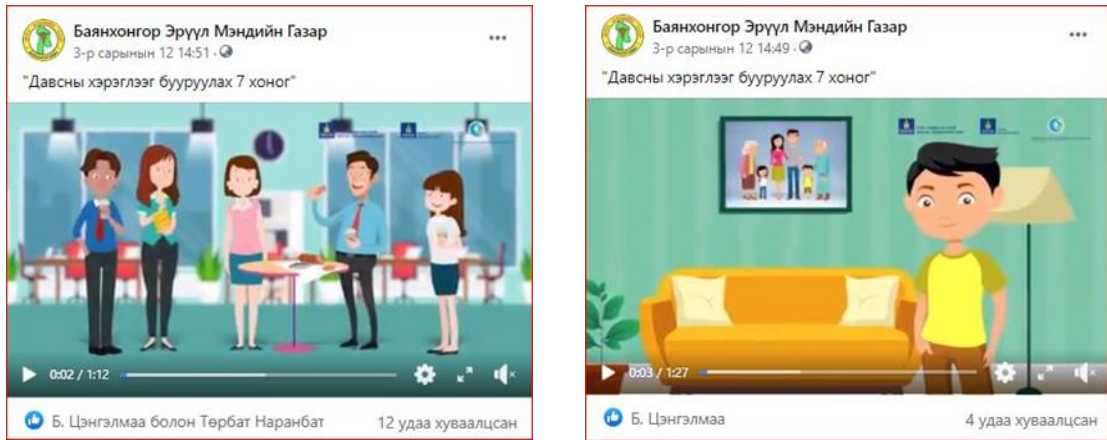 Баянхонгор Эрүүл Мэндийн Газар
3-р сарынын 12 14:51 ·
"Давсны хэрэглээг бууруулах 7 хоног"
0:02 / 1:12
Б. Цэнгэлмаа болон Төрбат Наранбат
12 удаа хуваалцсан
Баянхонгор Эрүүл Мэндийн Газар
3-р сарынын 12 14:49 ·
"Давсны хэрэглээг бууруулах 7 хоног"
0:03 / 1:27
Б. Цэнгэлмаа
4 удаа хуваалцсан